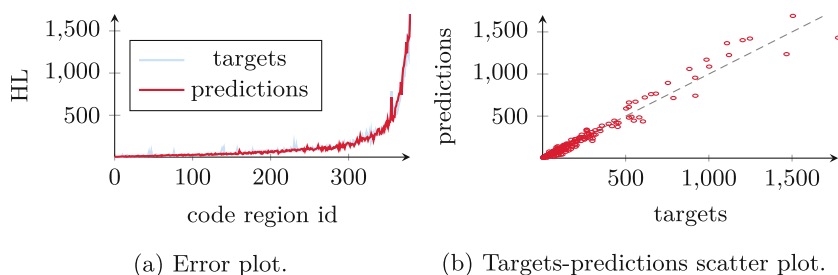 HL
1,500
1,000
500
targets
predictions
0
100
200
300
code region id
(a) Error plot.
predictions
1,500
1,000
500
500
1,000
1,500
targets
(b) Targets-predictions scatter plot.